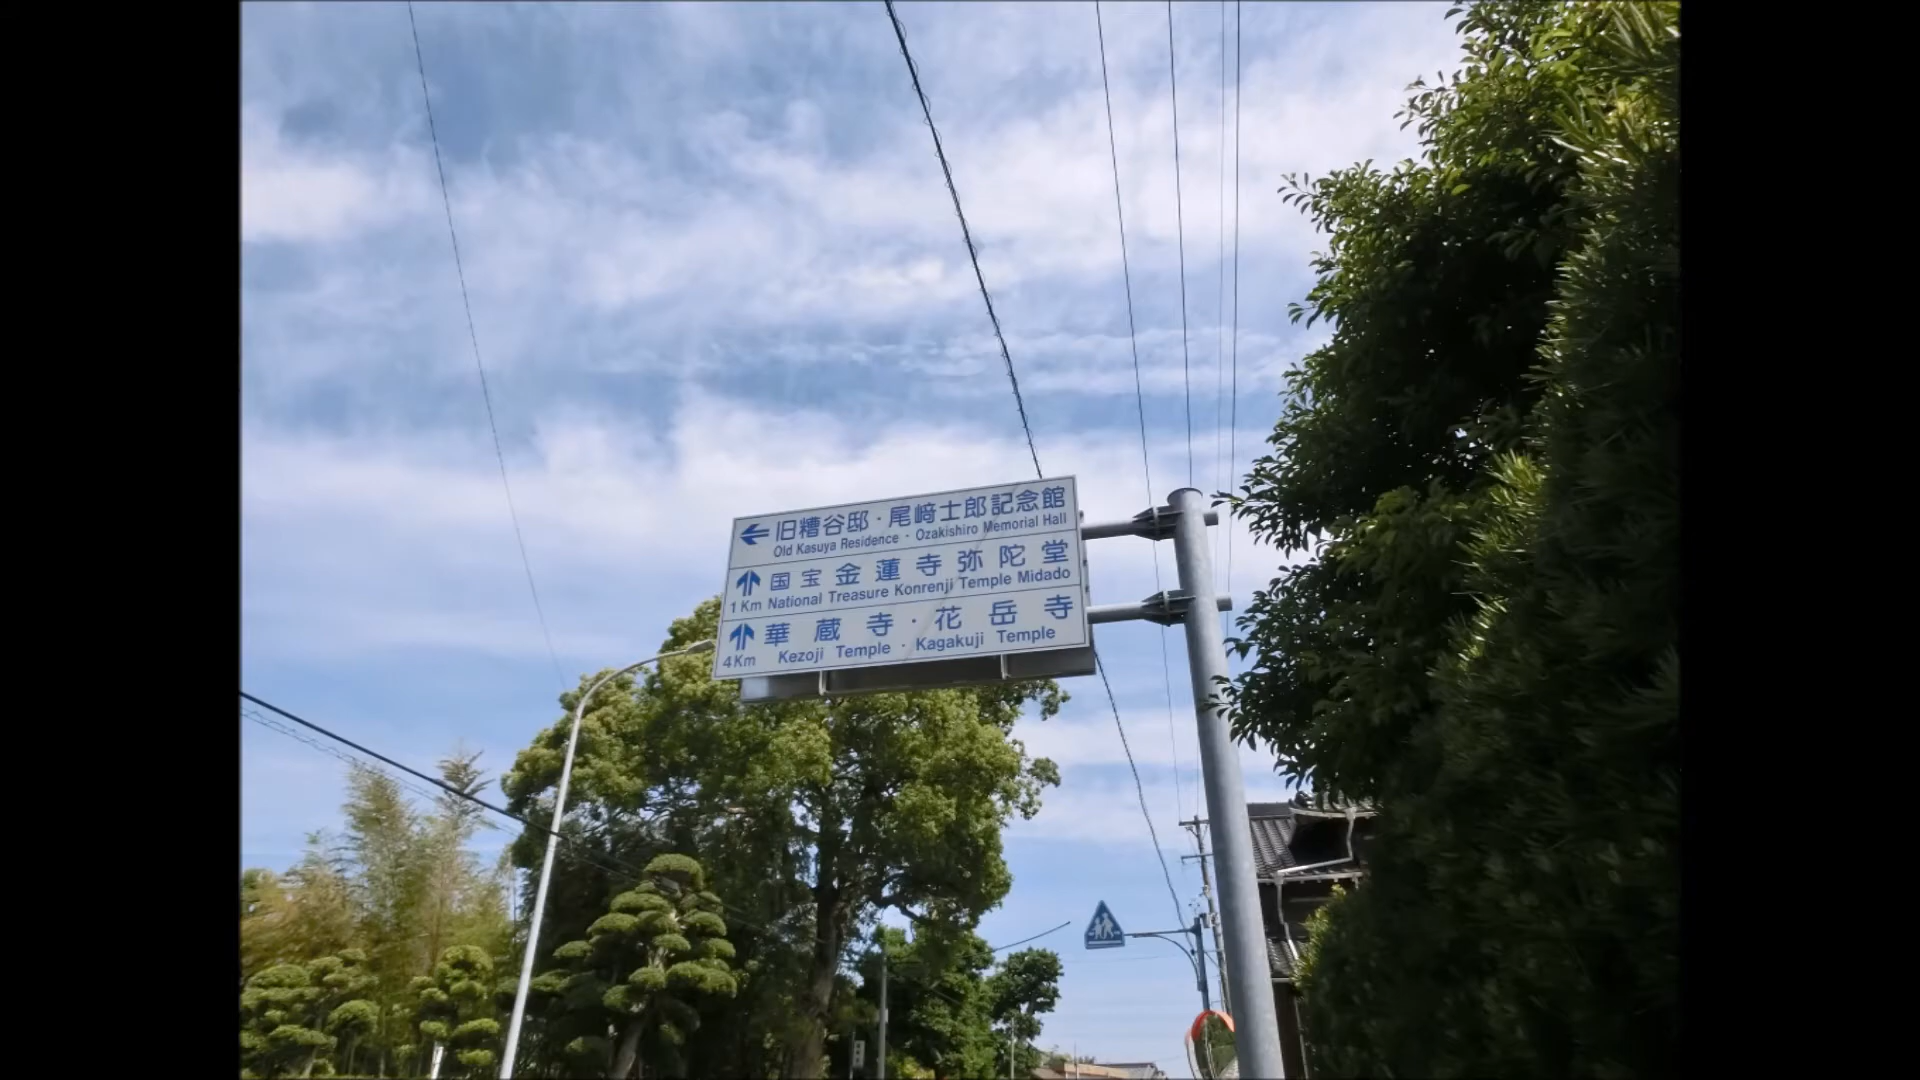 旧糟谷邸・尾﨑士郎記念館
Old Kasuya Residence・Ozakishiro Memorial Hall
国宝金蓮寺弥陀堂
1Km National Treasure Konrenji Temple Midado
華蔵寺・花岳寺
4Km Kezoji Temple・Kagakuji Temple